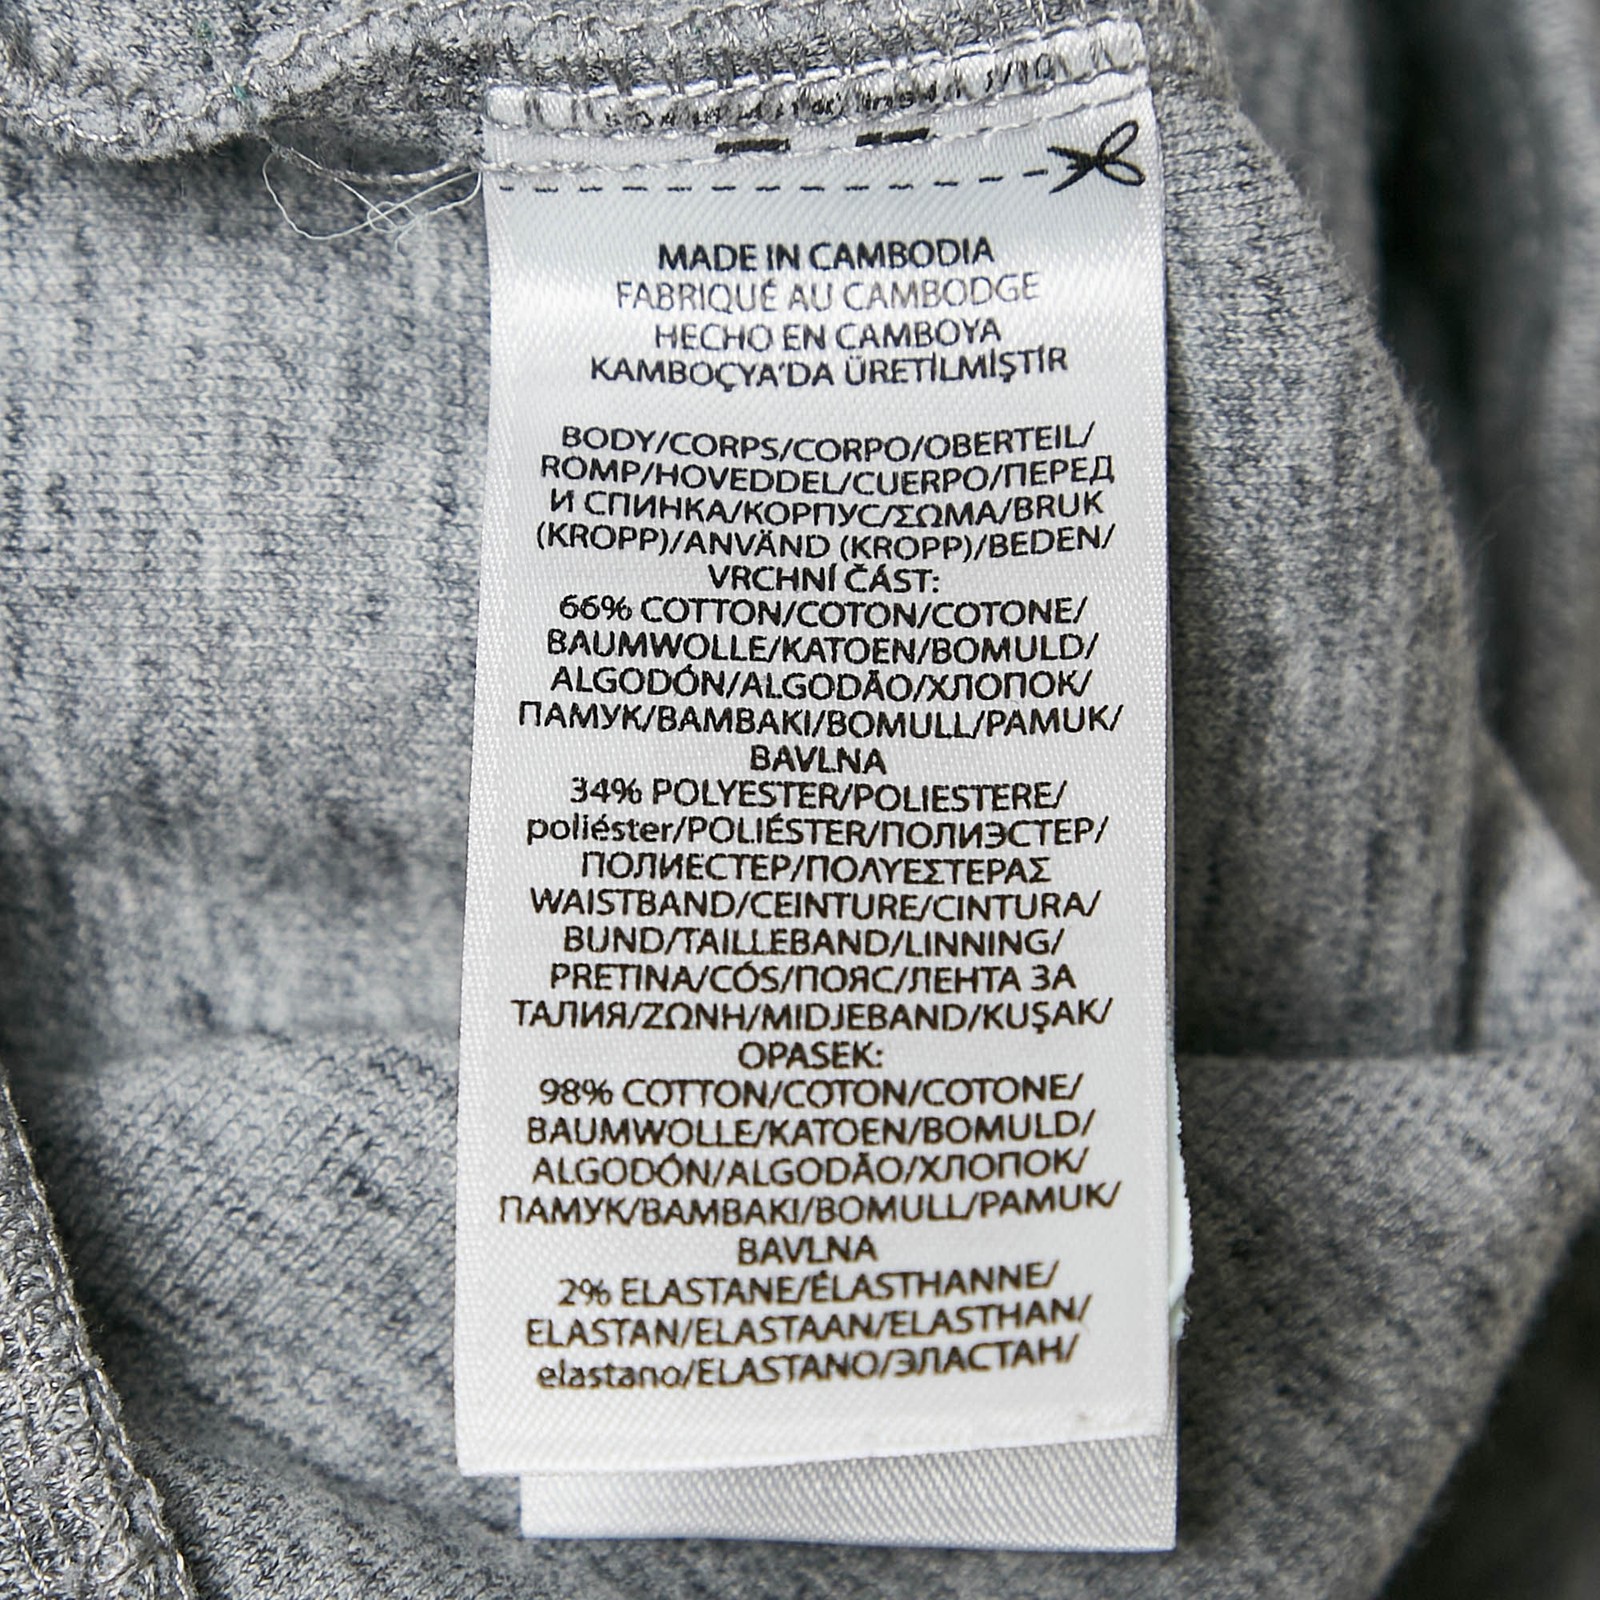 MADE IN CAMBODIA
FABRIQUÉ AU CAMBODGE
HECHO EN CAMBOYA
KAMBOÇYA'DA ÜRETİLMİŞTİR
BODY/CORPS/CORPO/OBERTEIL/
ROMP/HOVEDDEL/CUERPO/ПЕРЕД
И СПИНКА/КОРПУС/ΣΩΜΑ/BRUK
(KROPP)/ANVÄND (KROPP)/BEDEN/
VRCHNÍ ČÁST:
66% COTTON/COTON/COTONE/
BAUMWOLLE/KATOEN/BOMULD/
ALGODÓN/ALGODÃO/ХЛОПОК/
ПАМУК/BAMBAKI/BOMULL/PAMUK/
BAVLNA
34% POLYESTER/POLIESTERE/
poliéster/POLIÉSTER/ПОЛИЭСТЕР/
ПОЛИЕСТЕР/ΠΟΛΥΕΣΤΕΡΑΣ
WAISTBAND/CEINTURE/CINTURA/
BUND/TAILLEBAND/LINNING/
PRETINA/CÓS/ПОЯС/ЛЕНТА ЗА
ТАЛИЯ/ΖΩΝΗ/MIDJEBAND/KUŞAK/
OPASEK:
98% COTTON/COTON/COTONE/
BAUMWOLLE/KATOEN/BOMULD/
ALGODÓN/ALGODÃO/ХЛОПОК/
ПАМУК/BAMBAKI/BOMULL/PAMUK/
BAVLNA
2% ELASTANE/ÉLASTHANNE/
ELASTAN/ELASTAAN/ELASTHAN/
elastano/ELASTANO/ЭЛАСТАН/